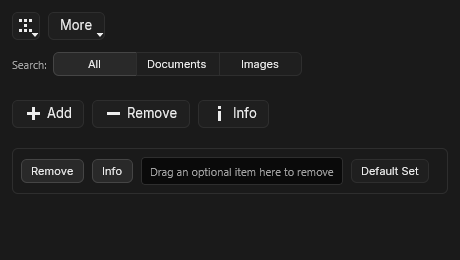 More
Search: All Documents Images
Add Remove Info
Remove Info Drag an optional item here to remove Default Set